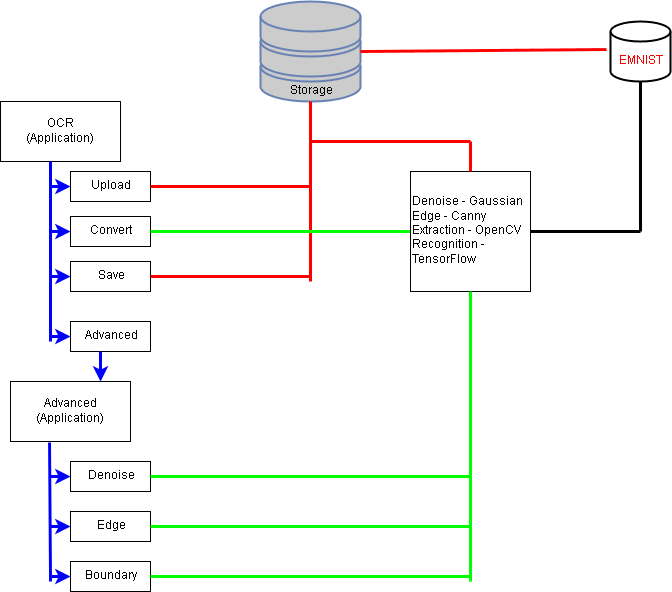 Storage
EMNIST
OCR
(Application)
Upload
Convert
Save
Advanced
Denoise - Gaussian
Edge - Canny
Extraction - OpenCV
Recognition -
TensorFlow
Advanced
(Application)
Denoise
Edge
Boundary